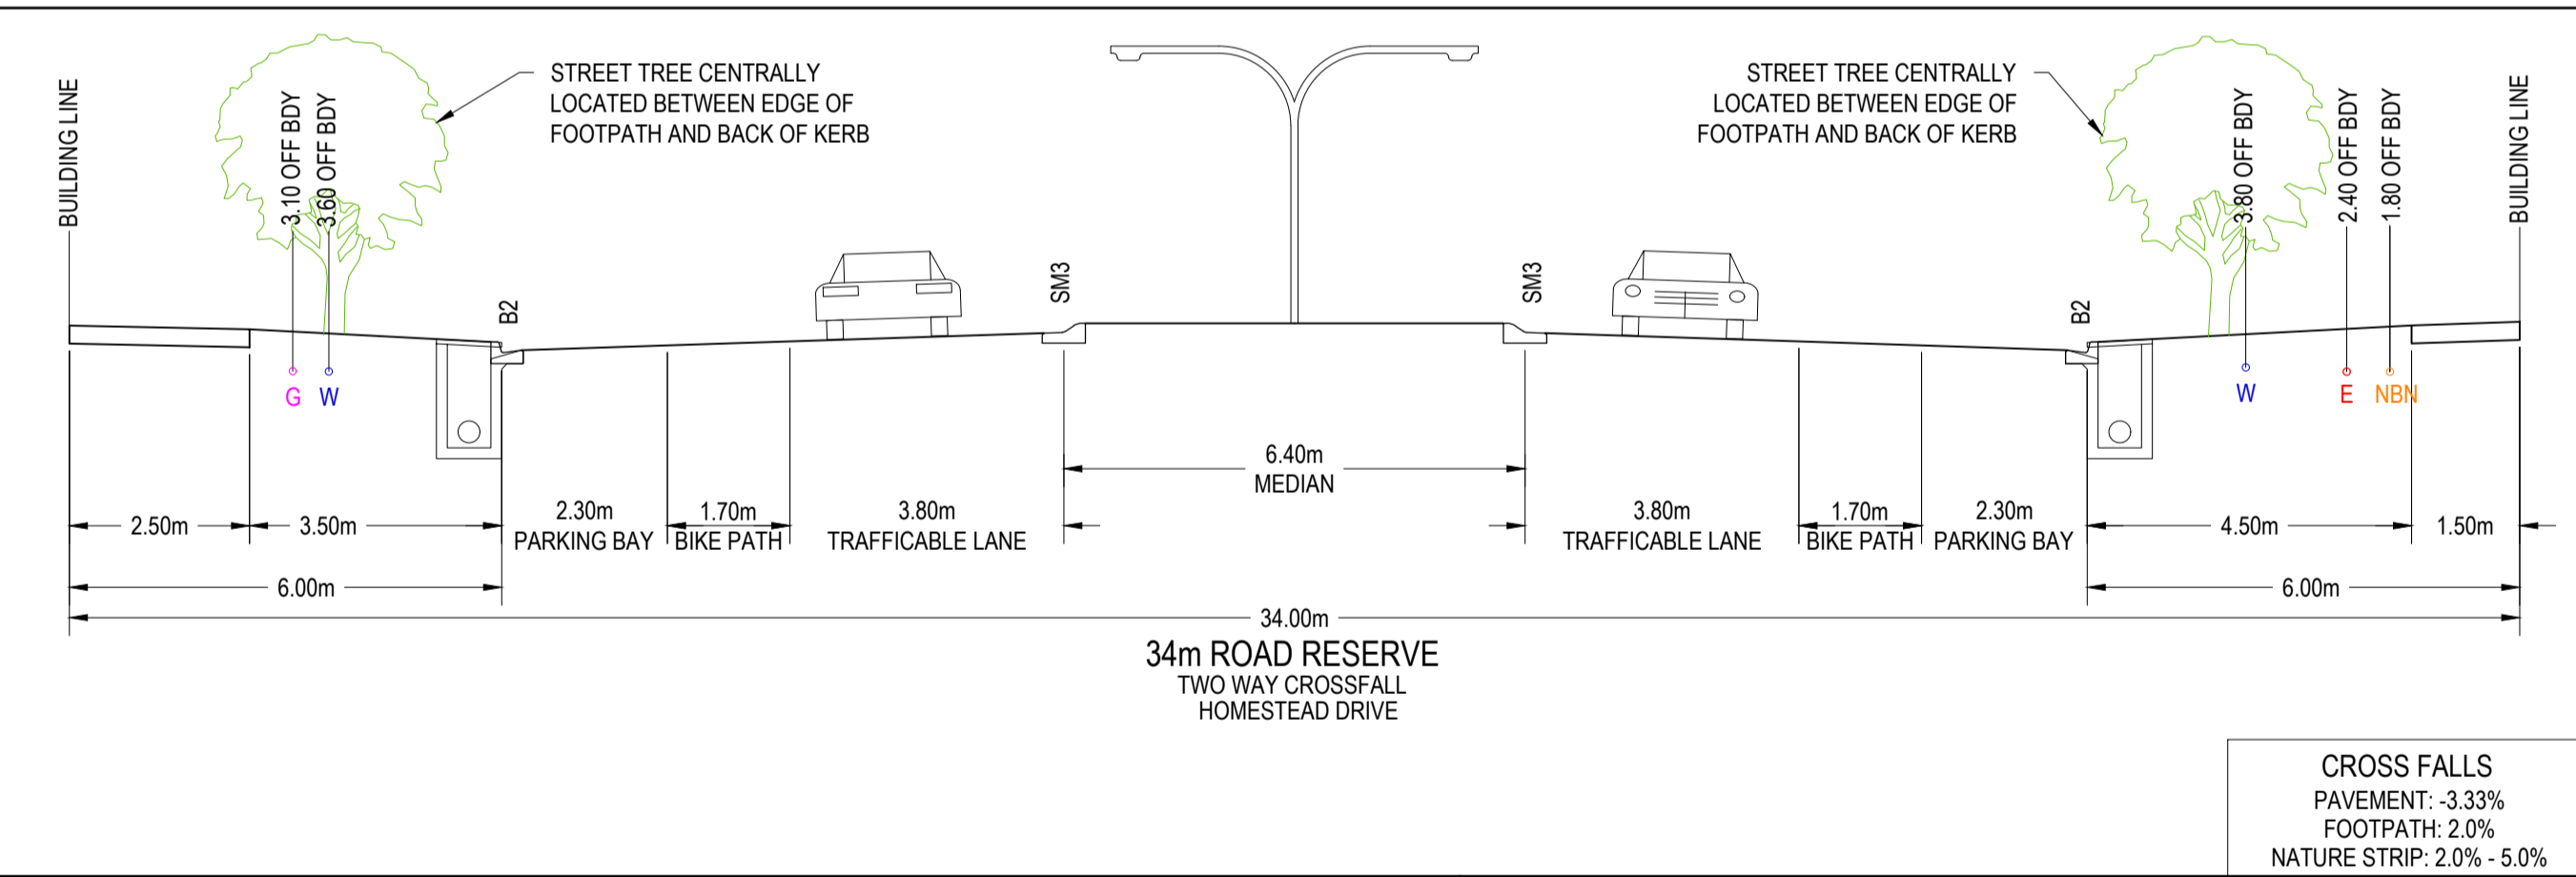 BUILDING LINE
3.10 OFF BDY
3.60 OFF BDY
STREET TREE CENTRALLY
LOCATED BETWEEN EDGE OF
FOOTPATH AND BACK OF KERB
STREET TREE CENTRALLY
LOCATED BETWEEN EDGE OF
FOOTPATH AND BACK OF KERB
3.80 OFF BDY
2.40 OFF BDY
1.80 OFF BDY
BUILDING LINE
B2
SM3
SM3
B2
G
W
W
E
NBN
6.40m
MEDIAN
2.50m
3.50m
2.30m
PARKING BAY
1.70m
BIKE PATH
3.80m
TRAFFICABLE LANE
3.80m
TRAFFICABLE LANE
1.70m
BIKE PATH
2.30m
PARKING BAY
4.50m
1.50m
6.00m
6.00m
34.00m
34m ROAD RESERVE
TWO WAY CROSSFALL
HOMESTEAD DRIVE
CROSS FALLS
PAVEMENT: -3.33%
FOOTPATH: 2.0%
NATURE STRIP: 2.0% - 5.0%